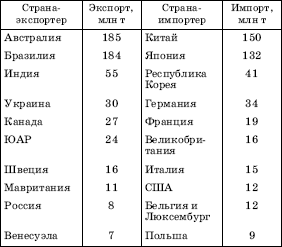 Страна-экспортер Экспорт, млн т Страна-импортер Импорт, млн т
Австралия 185 Китай 150
Бразилия 184 Япония 132
Индия 55 Республика Корея 41
Украина 30 Германия 34
Канада 27 Франция 19
ЮАР 24 Великобри-тания 16
Швеция 16 Италия 15
Мавритания 11 США 12
Россия 8 Бельгия и Люксембург 12
Венесуэла 7 Польша 9